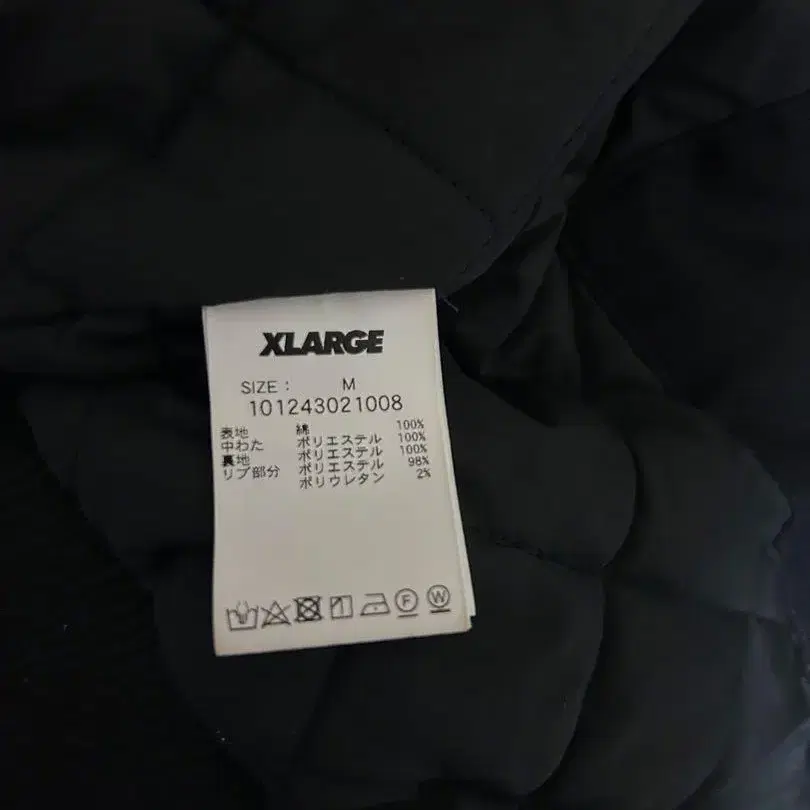 XLARGE
SIZE : M
101243021008
表地 綿 100%
中わた ポリエステル 100%
裏地 ポリエステル 100%
リブ部分 ポリエステル 98%
ポリウレタン 2%
F W